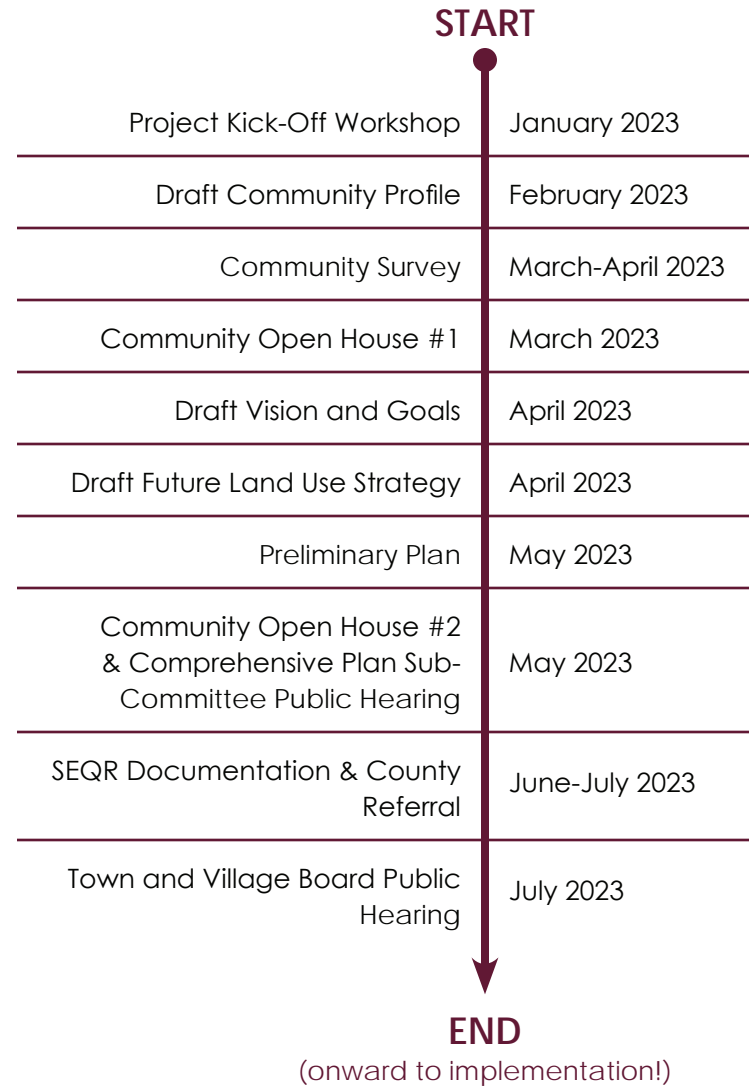 START
Project Kick-Off Workshop January 2023
Draft Community Profile February 2023
Community Survey March-April 2023
Community Open House #1 March 2023
Draft Vision and Goals April 2023
Draft Future Land Use Strategy April 2023
Preliminary Plan May 2023
Community Open House #2
& Comprehensive Plan Sub-
Committee Public Hearing
May 2023
SEQR Documentation & County
Referral
June-July 2023
Town and Village Board Public
Hearing
July 2023
END
(onward to implementation!)